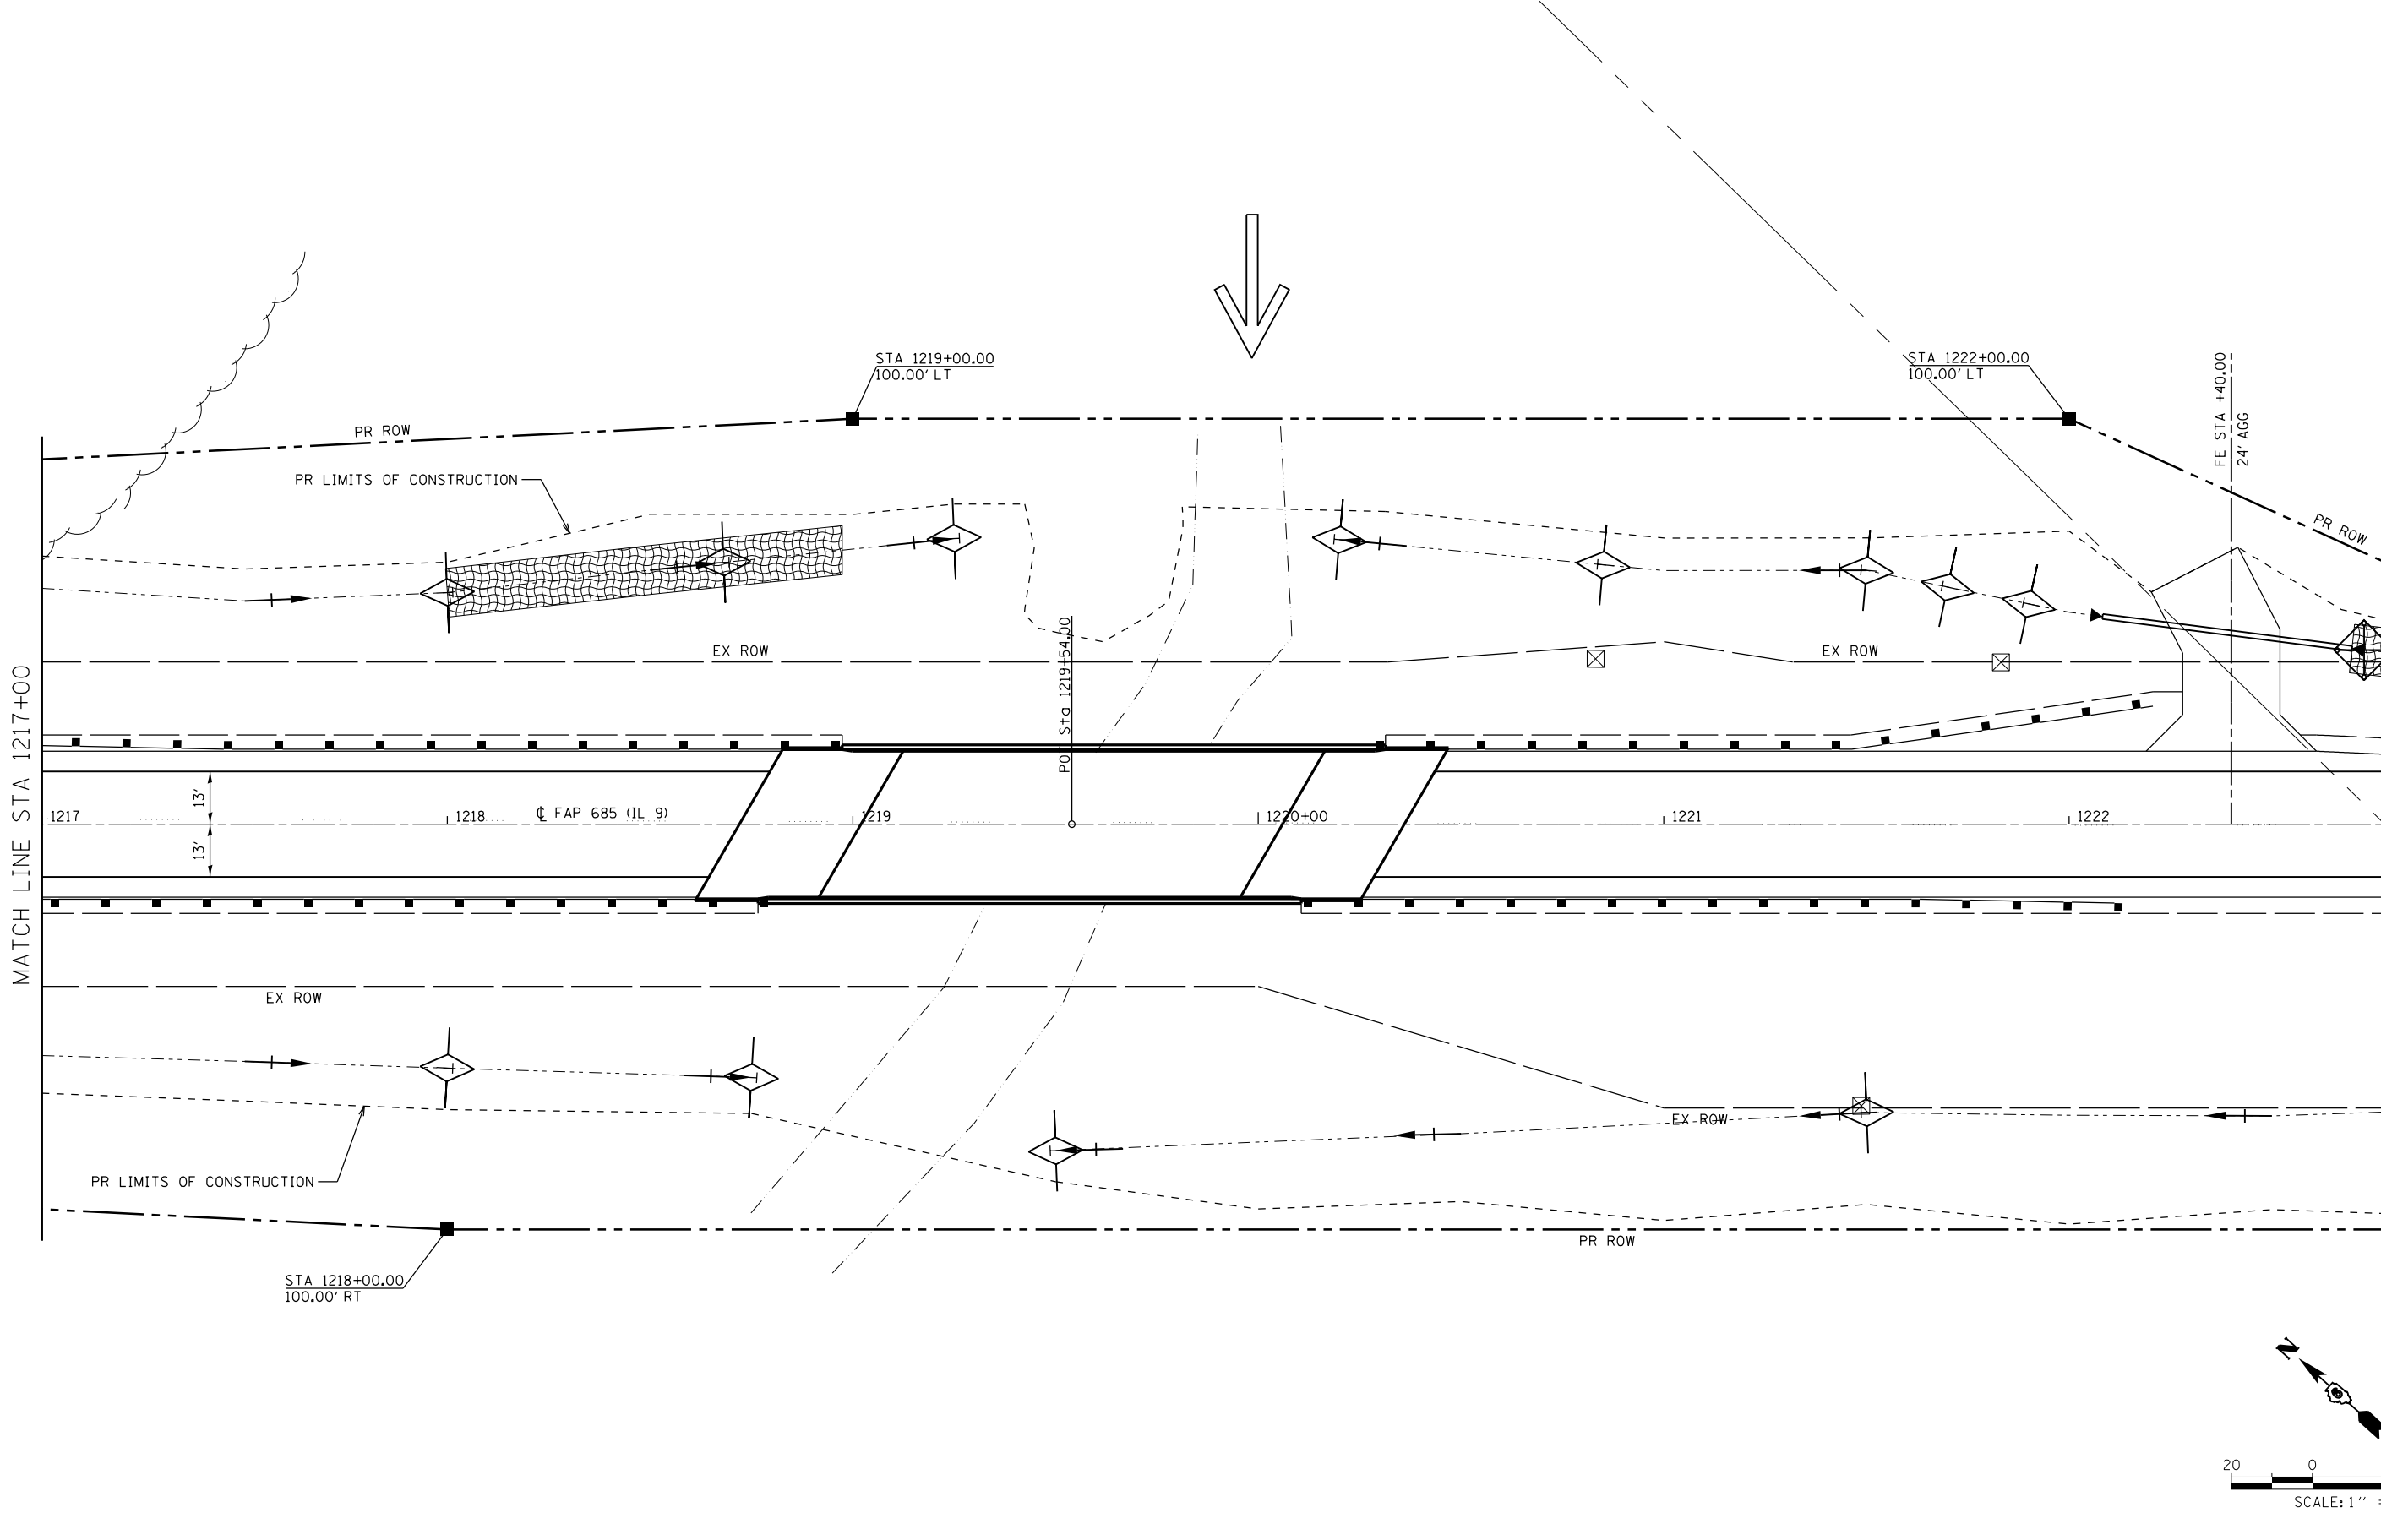 STA 1219+00.00
100.00' LT
STA 1222+00.00
100.00' LT
FE STA +40.00
24' AGG
PR ROW
PR LIMITS OF CONSTRUCTION
PR ROW
EX ROW
EX ROW
POT Sta 1219+54.00
MATCH LINE STA 1217+00
13'
13'
1217
1218
℄ FAP 685 (IL 9)
1219
1220+00
1221
1222
EX ROW
EX ROW
PR LIMITS OF CONSTRUCTION
PR ROW
STA 1218+00.00
100.00' RT
N
20
0
SCALE: 1"